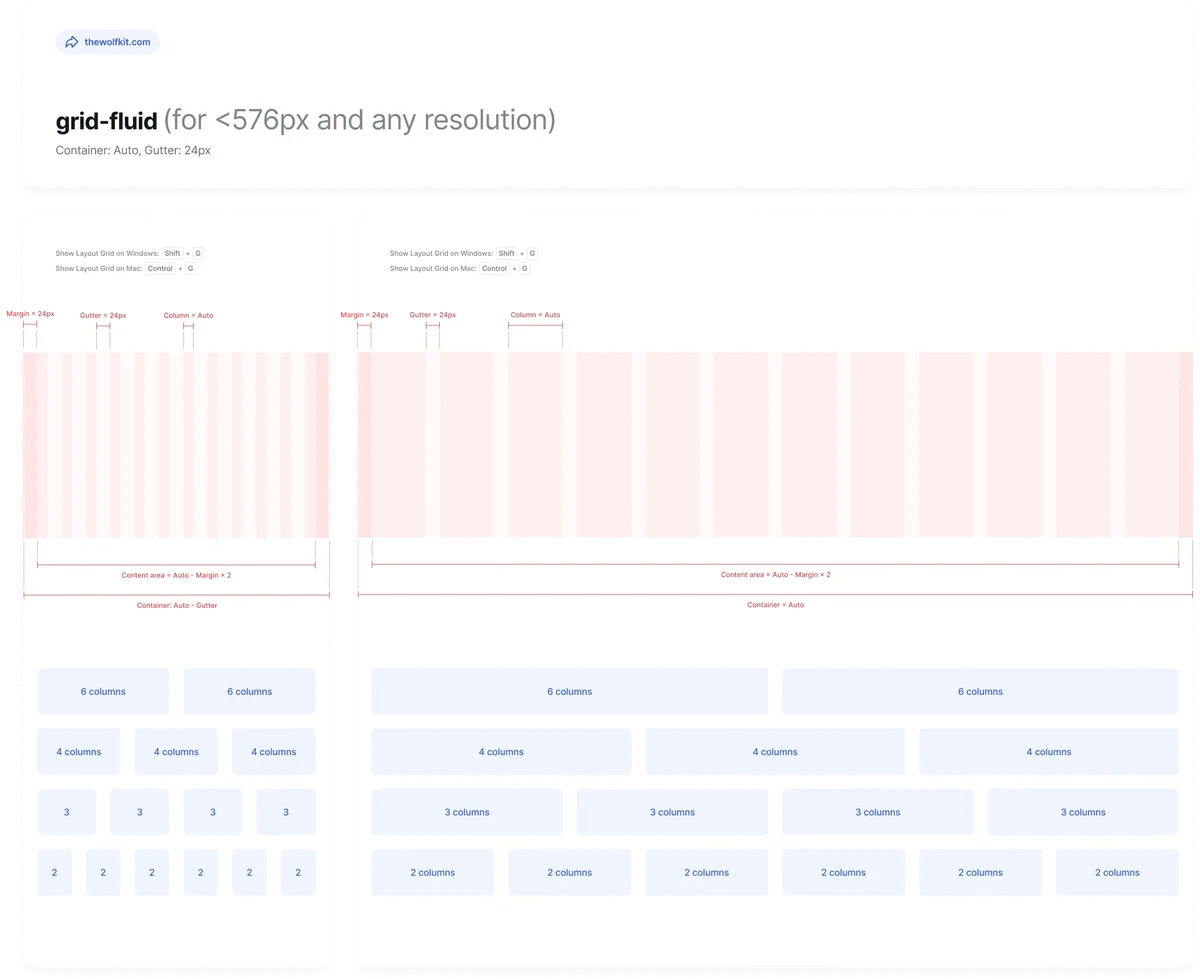 thewolfkit.com
grid-fluid (for <576px and any resolution)
Container: Auto, Gutter: 24px
Show Layout Grid on Windows: Shift + G
Show Layout Grid on Mac: Control + G
Margin = 24px
Gutter = 24px
Column = Auto
Content area = Auto - Margin × 2
Container: Auto - Gutter
6 columns 6 columns
4 columns 4 columns 4 columns
3 3 3 3
2 2 2 2 2 2
Show Layout Grid on Windows: Shift + G
Show Layout Grid on Mac: Control + G
Margin = 24px
Gutter = 24px
Column = Auto
Content area = Auto - Margin × 2
Container = Auto
6 columns 6 columns
4 columns 4 columns 4 columns
3 columns 3 columns 3 columns 3 columns
2 columns 2 columns 2 columns 2 columns 2 columns 2 columns